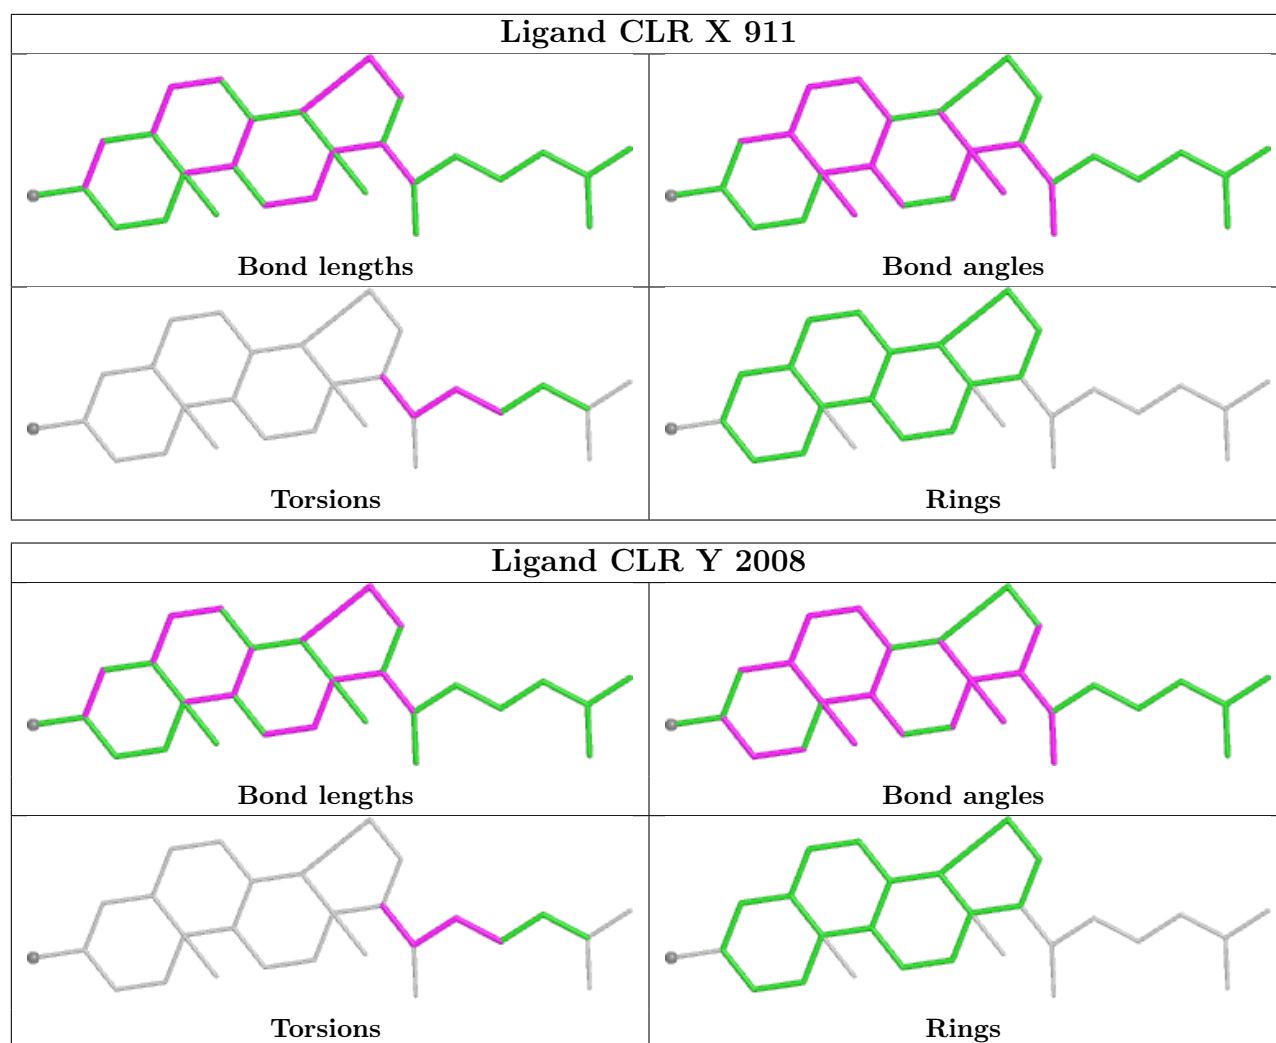 Ligand CLR X 911
Bond lengths
Bond angles
Torsions
Rings
Ligand CLR Y 2008
Bond lengths
Bond angles
Torsions
Rings